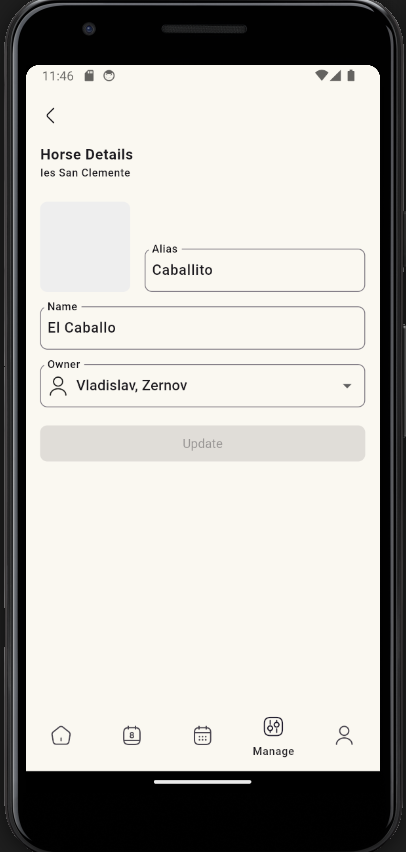 11:46
Horse Details
Ies San Clemente
Alias
Caballito
Name
El Caballo
Owner
Vladislav, Zernov
Update
8
Manage